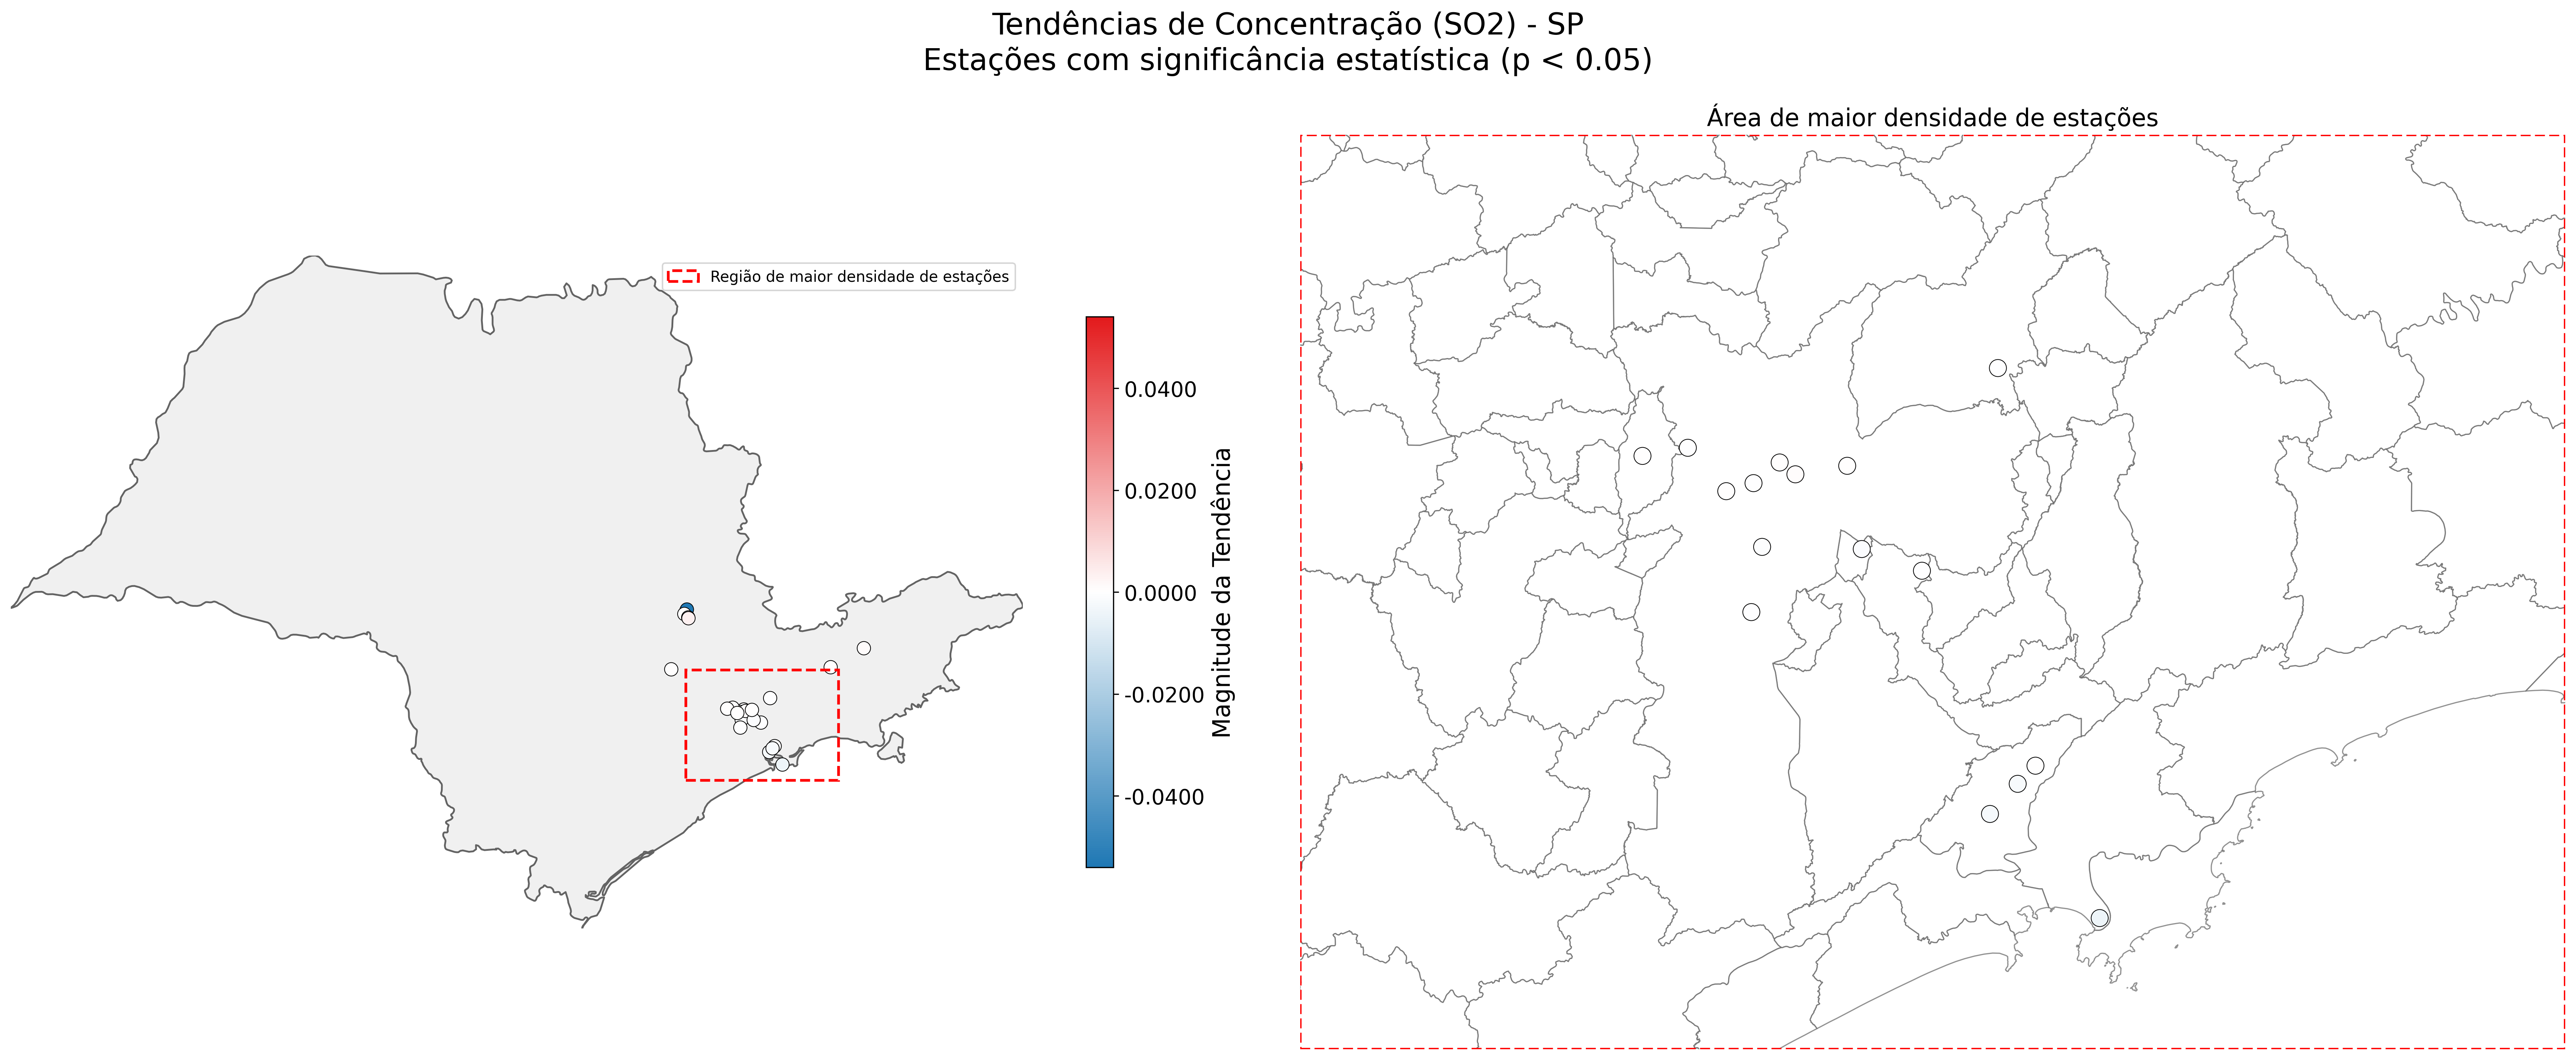 Tendências de Concentração (SO2) - SP
Estações com significância estatística (p < 0.05)
Área de maior densidade de estações
Região de maior densidade de estações
0.0400
0.0200
0.0000
-0.0200
-0.0400
Magnitude da Tendência